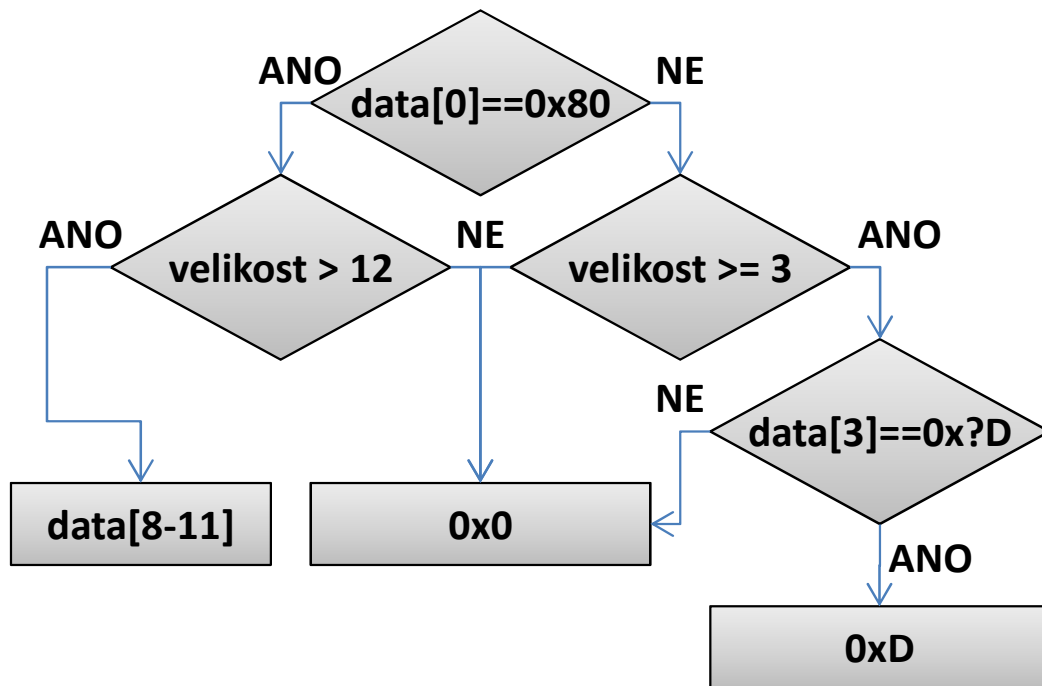 ANO
NE
data[0]==0x80
ANO
NE
ANO
velikost > 12
velikost >= 3
NE
data[3]==0x?D
data[8-11]
0x0
ANO
0xD